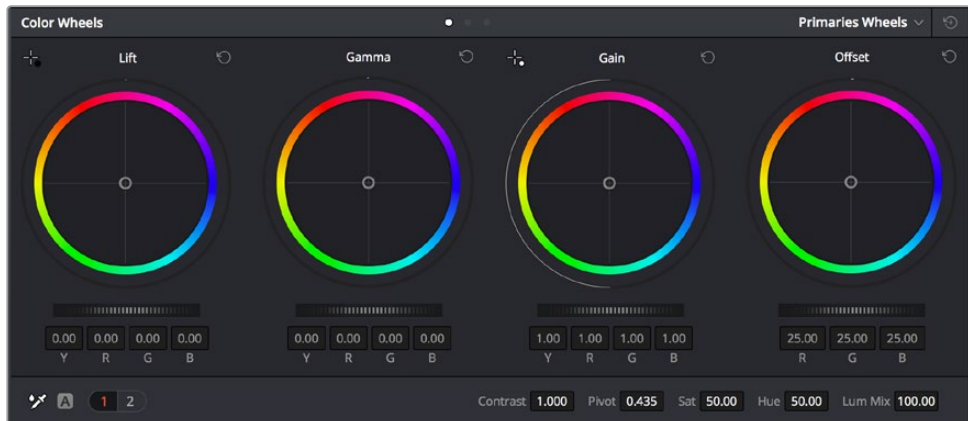 Color Wheels Primaries Wheels
Lift Gamma Gain Offset
0.00 0.00 0.00 0.00 0.00 0.00 0.00 0.00 1.00 1.00 1.00 1.00 25.00 25.00 25.00
Y R G B Y R G B Y R G B R G B
A 1 2 Contrast 1.000 Pivot 0.435 Sat 50.00 Hue 50.00 Lum Mix 100.00